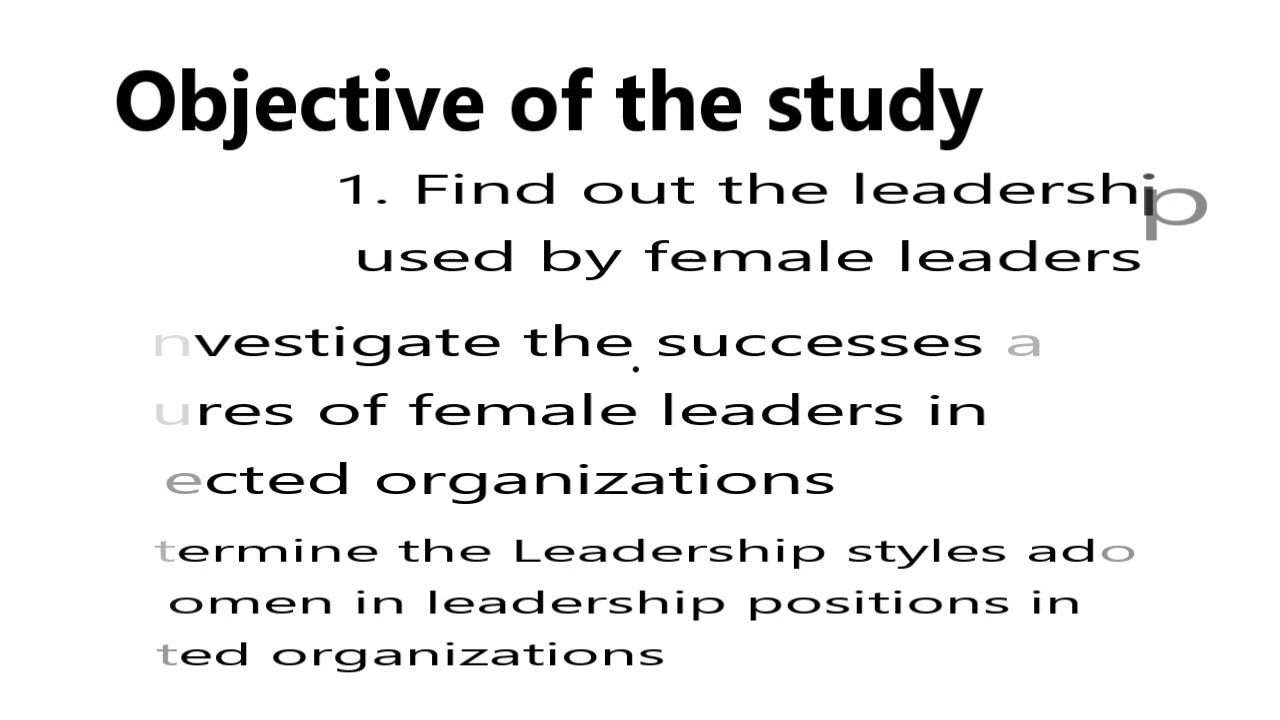 Objective of the study
1. Find out the leadership
used by female leaders
nvestigate the successes a
.
ures of female leaders in
ected organizations
termine the Leadership styles ado
omen in leadership positions in
ted organizations